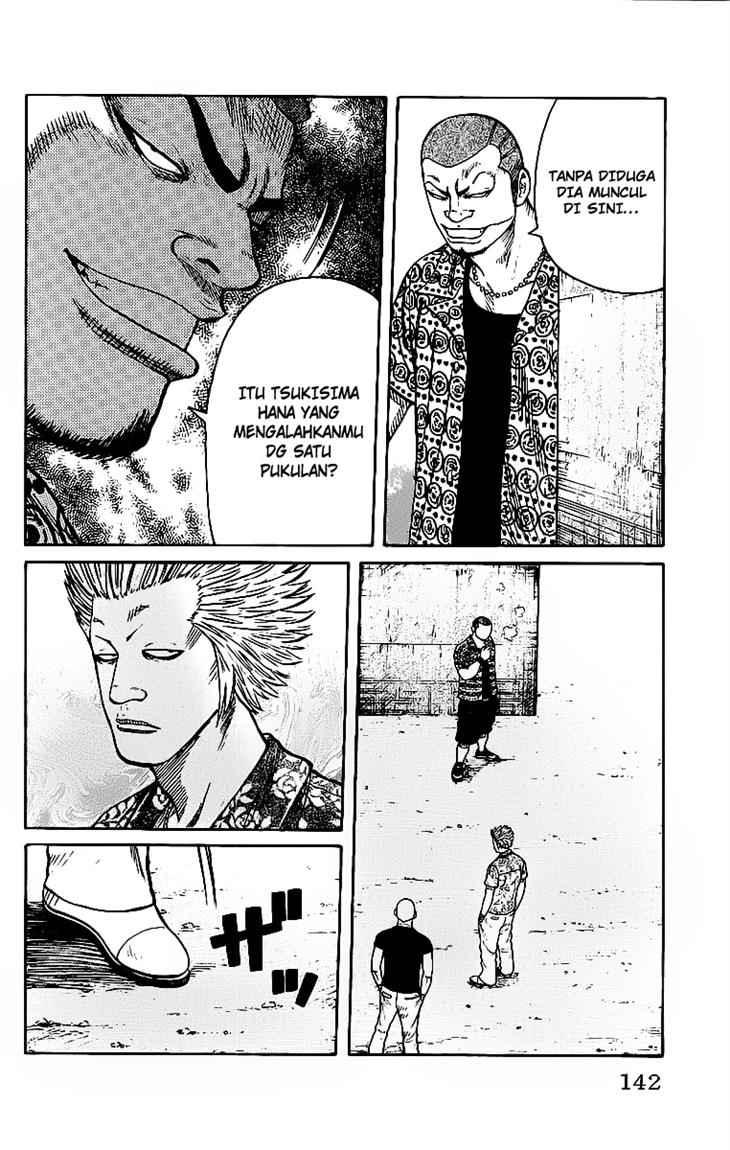 TANPA DIDUGA
DIA MUNCUL
DI SINI...
ITU TSUKISIMA
HANA YANG
MENGALAHKANMU
DG SATU
PUKULAN?
ザッ
142